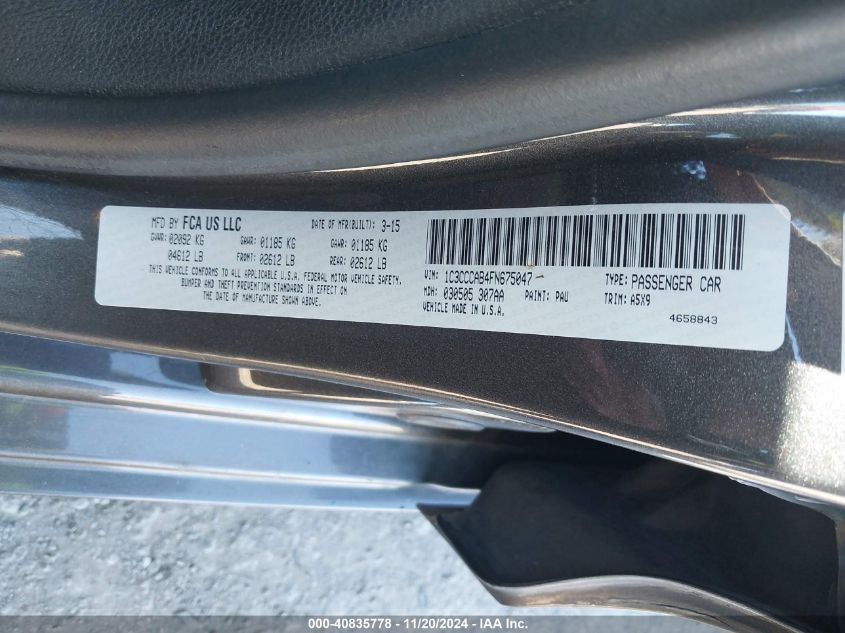 MFD BY FCA US LLC DATE OF MFR(BUILT): 3-15
GVWR: 02092 KG GAWR: 01185 KG GAWR: 01185 KG
04612 LB FRONT: 02612 LB REAR: 02612 LB
THIS VEHICLE CONFORMS TO ALL APPLICABLE U.S.A. FEDERAL MOTOR VEHICLE SAFETY,
BUMPER AND THEFT PREVENTION STANDARDS IN EFFECT ON
THE DATE OF MANUFACTURE SHOWN ABOVE.
VIN: 1C3CCCAB4FN675047 TYPE: PASSENGER CAR
MDH: 030505 307AA PAINT: PAU TRIM: A5X9
VEHICLE MADE IN U.S.A.
4658843
000-40835778 - 11/20/2024 - IAA Inc.